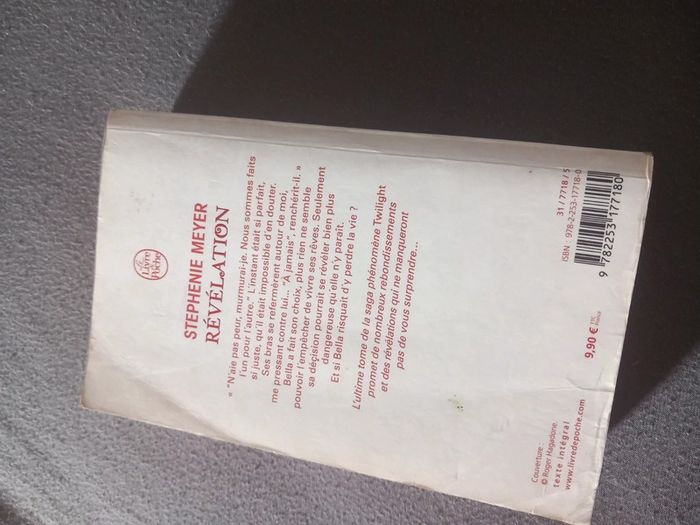 Le
Livre
de
Poche
STEPHENIE MEYER
RÉVÉLATION
« “N'aie pas peur, murmurai-je. Nous sommes faits
l'un pour l'autre.” L'instant était si parfait,
si juste, qu'il était impossible d'en douter.
Ses bras se refermèrent autour de moi,
me pressant contre lui... “À jamais”, renchérit-il. »
Bella a fait son choix, plus rien ne semble
pouvoir l'empêcher de vivre ses rêves. Seulement
sa décision pourrait se révéler bien plus
dangereuse qu'elle n'y paraît.
Et si Bella risquait d'y perdre la vie ?
L'ultime tome de la saga phénomène Twilight
promet de nombreux rebondissements
et des révélations qui ne manqueront
pas de vous surprendre...
Couverture :
© Roger Hagadone.
texte intégral
www.livredepoche.com
9,90 € TTC
France
31/7718/5
ISBN : 978-2-253-17718-0
9 782253 177180